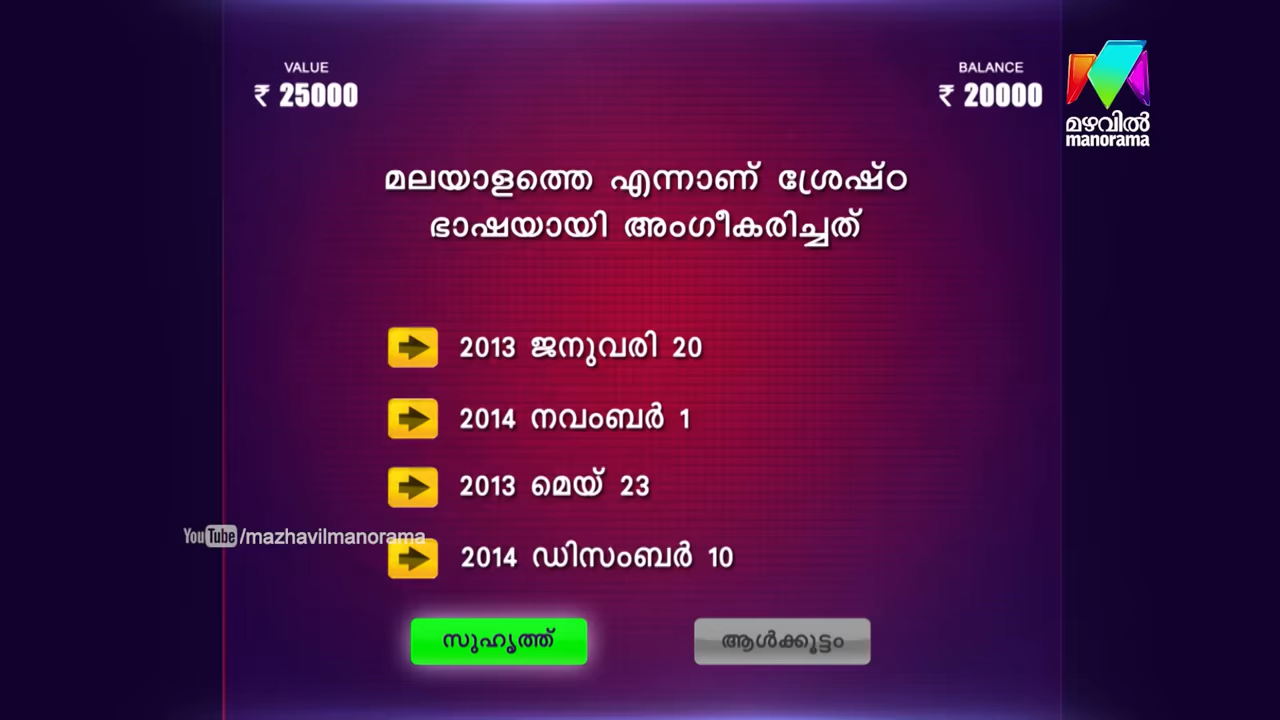 VALUE
₹ 25000
BALANCE
₹ 20000
മഴവിൽ
manorama
മലയാളത്തെ എന്നാണ് ശ്രേഷ്ഠ
ഭാഷയായി അംഗീകരിച്ചത്
2013 ജനുവരി 20
2014 നവംബർ 1
2013 മെയ് 23
YouTube/mazhavilmanorama
2014 ഡിസംബർ 10
സുഹൃത്ത്
ആൾക്കൂട്ടം